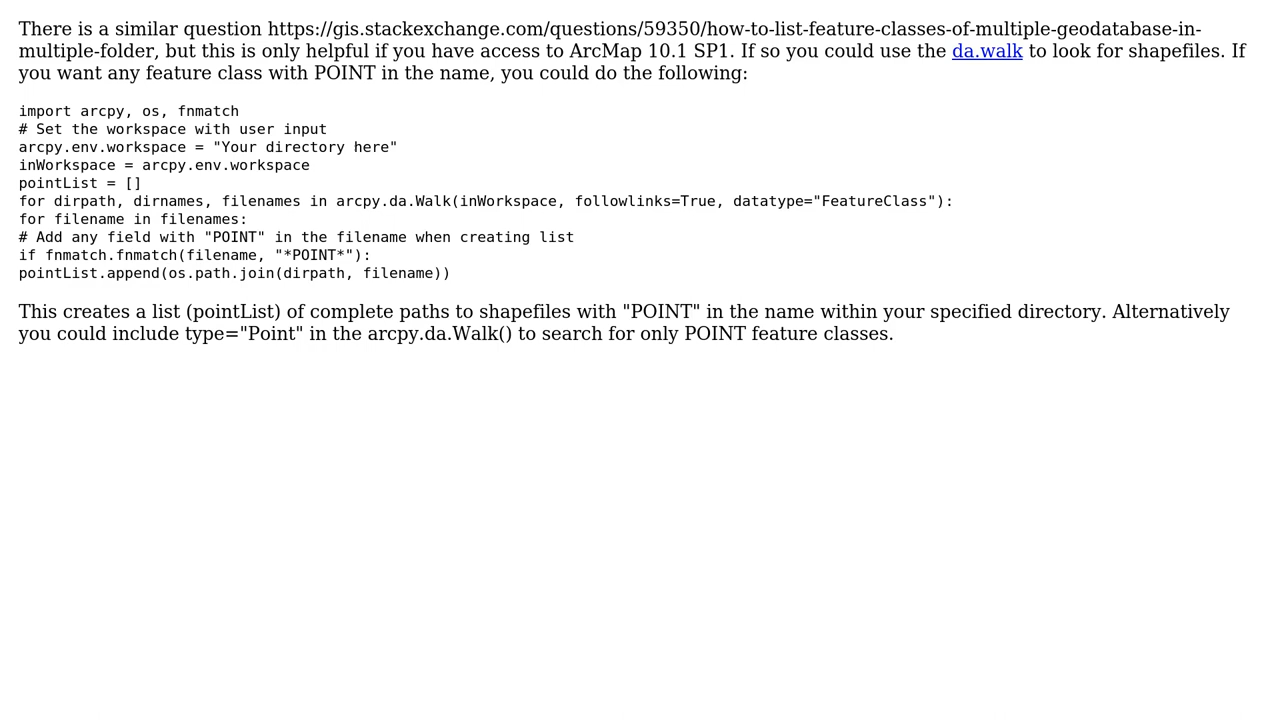 There is a similar question https://gis.stackexchange.com/questions/59350/how-to-list-feature-classes-of-multiple-geodatabase-in-
multiple-folder, but this is only helpful if you have access to ArcMap 10.1 SP1. If so you could use the da.walk to look for shapefiles. If
you want any feature class with POINT in the name, you could do the following:
import arcpy, os, fnmatch
# Set the workspace with user input
arcpy.env.workspace = "Your directory here"
inWorkspace = arcpy.env.workspace
pointList = []
for dirpath, dirnames, filenames in arcpy.da.Walk(inWorkspace, followlinks=True, datatype="FeatureClass"):
for filename in filenames:
# Add any field with "POINT" in the filename when creating list
if fnmatch.fnmatch(filename, "*POINT*"):
pointList.append(os.path.join(dirpath, filename))
This creates a list (pointList) of complete paths to shapefiles with "POINT" in the name within your specified directory. Alternatively
you could include type="Point" in the arcpy.da.Walk() to search for only POINT feature classes.